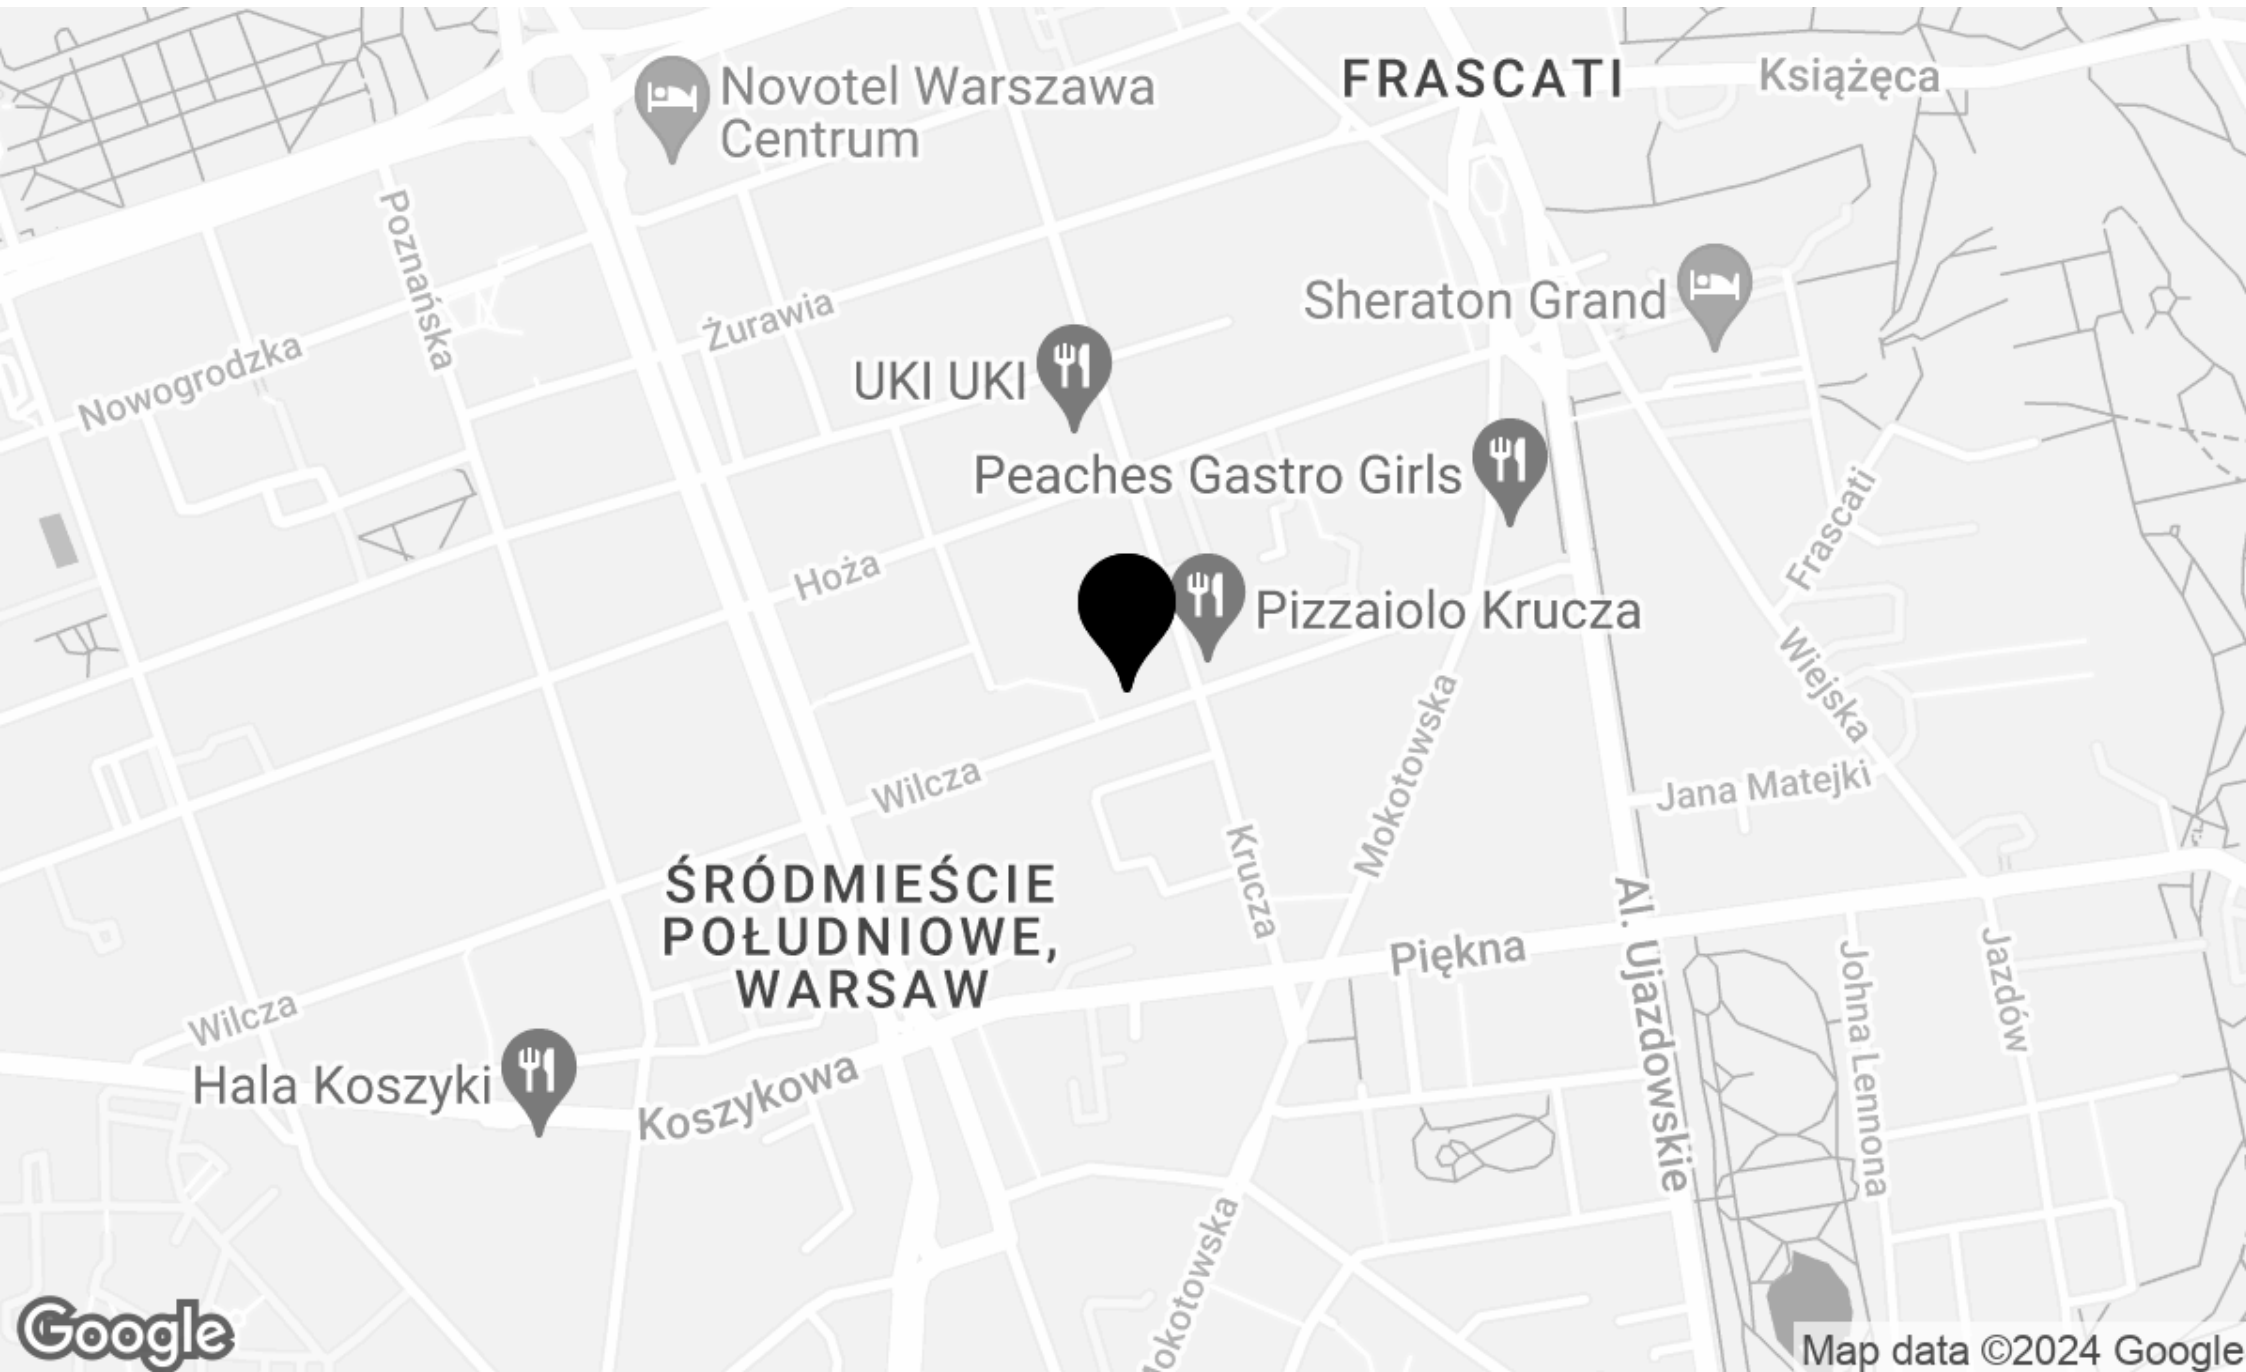 FRASCATI
Książęca
Novotel Warszawa
Centrum
Poznańska
Sheraton Grand
Żurawia
Nowogrodzka
UKI UKI
Peaches Gastro Girls
Frascati
Hoża
Pizzaiolo Krucza
Wiejska
Mokotowska
Wilcza
Jana Matejki
Krucza
ŚRÓDMIEŚCIE
POŁUDNIOWE,
WARSAW
Al. Ujazdowskie
Piękna
Johna Lennona
Jazdów
Wilcza
Hala Koszyki
Koszykowa
Mokotowska
Google
Map data ©2024 Google